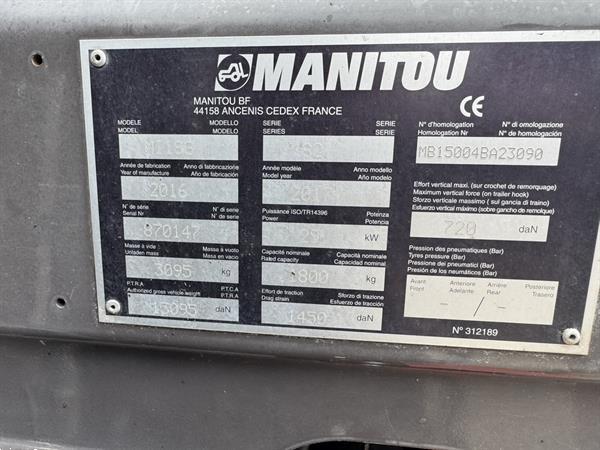 MANITOU
MANITOU BF
44158 ANCENIS CEDEX FRANCE
CE
MODELE MODELLO
MODEL MODELO
SERIE SERIE
SERIES SERIE
N° d'homologation N° di omologazione
Homologation Nr
MB15004BA23090
Année de fabrication Anno di fabbricazione
Year of manufacture Año de fabricación
2016
Année modèle Anno modello
Model year Año modelo
Effort vertical maxi. (sur crochet de remorquage)
Maximum vertical force (on trailer hook)
Sforzo verticale massimo ( sul gancia di traino)
Esfuerzo vertical máximo (sobre gancho de remolque)
720 daN
N° de série N° di serie
Serial Nr N° de serie
870147
Puissance ISO/TR14396 Potenza
Power Potencia
kW
Masse à vide Massa a vuoto
Unladen mass Masa en vacio
3095 kg
Capacité nominale Capacita nominale
Rated capacity Capacidad nominal
800 kg
Pression des pneumatiques (Bar)
Tyres pressure (Bar)
Pressione dei pneumatici (Bar)
Presión de los neumáticos (Bar)
Avant Anteriore Arrière Posteriore
Front Adelante Rear Trasero
- / -
P.T.R.A P.T.C.A
Authorized gross vehicle weight P.T.R.A
15095 daN
Effort de traction Sforzo di trazione
Drag strain Esfuerzo de tracción
1450 daN
N° 312189